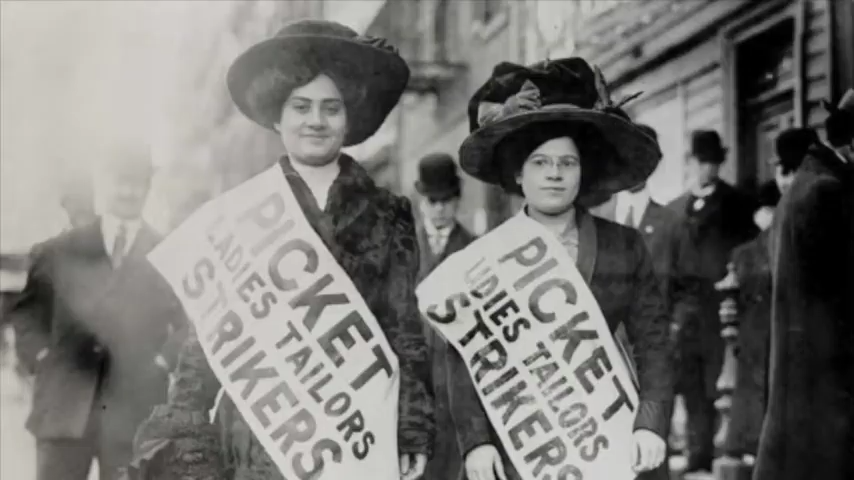 PICKET
LADIES TAILORS
STRIKERS
PICKET
LADIES TAILORS
STRIKERS